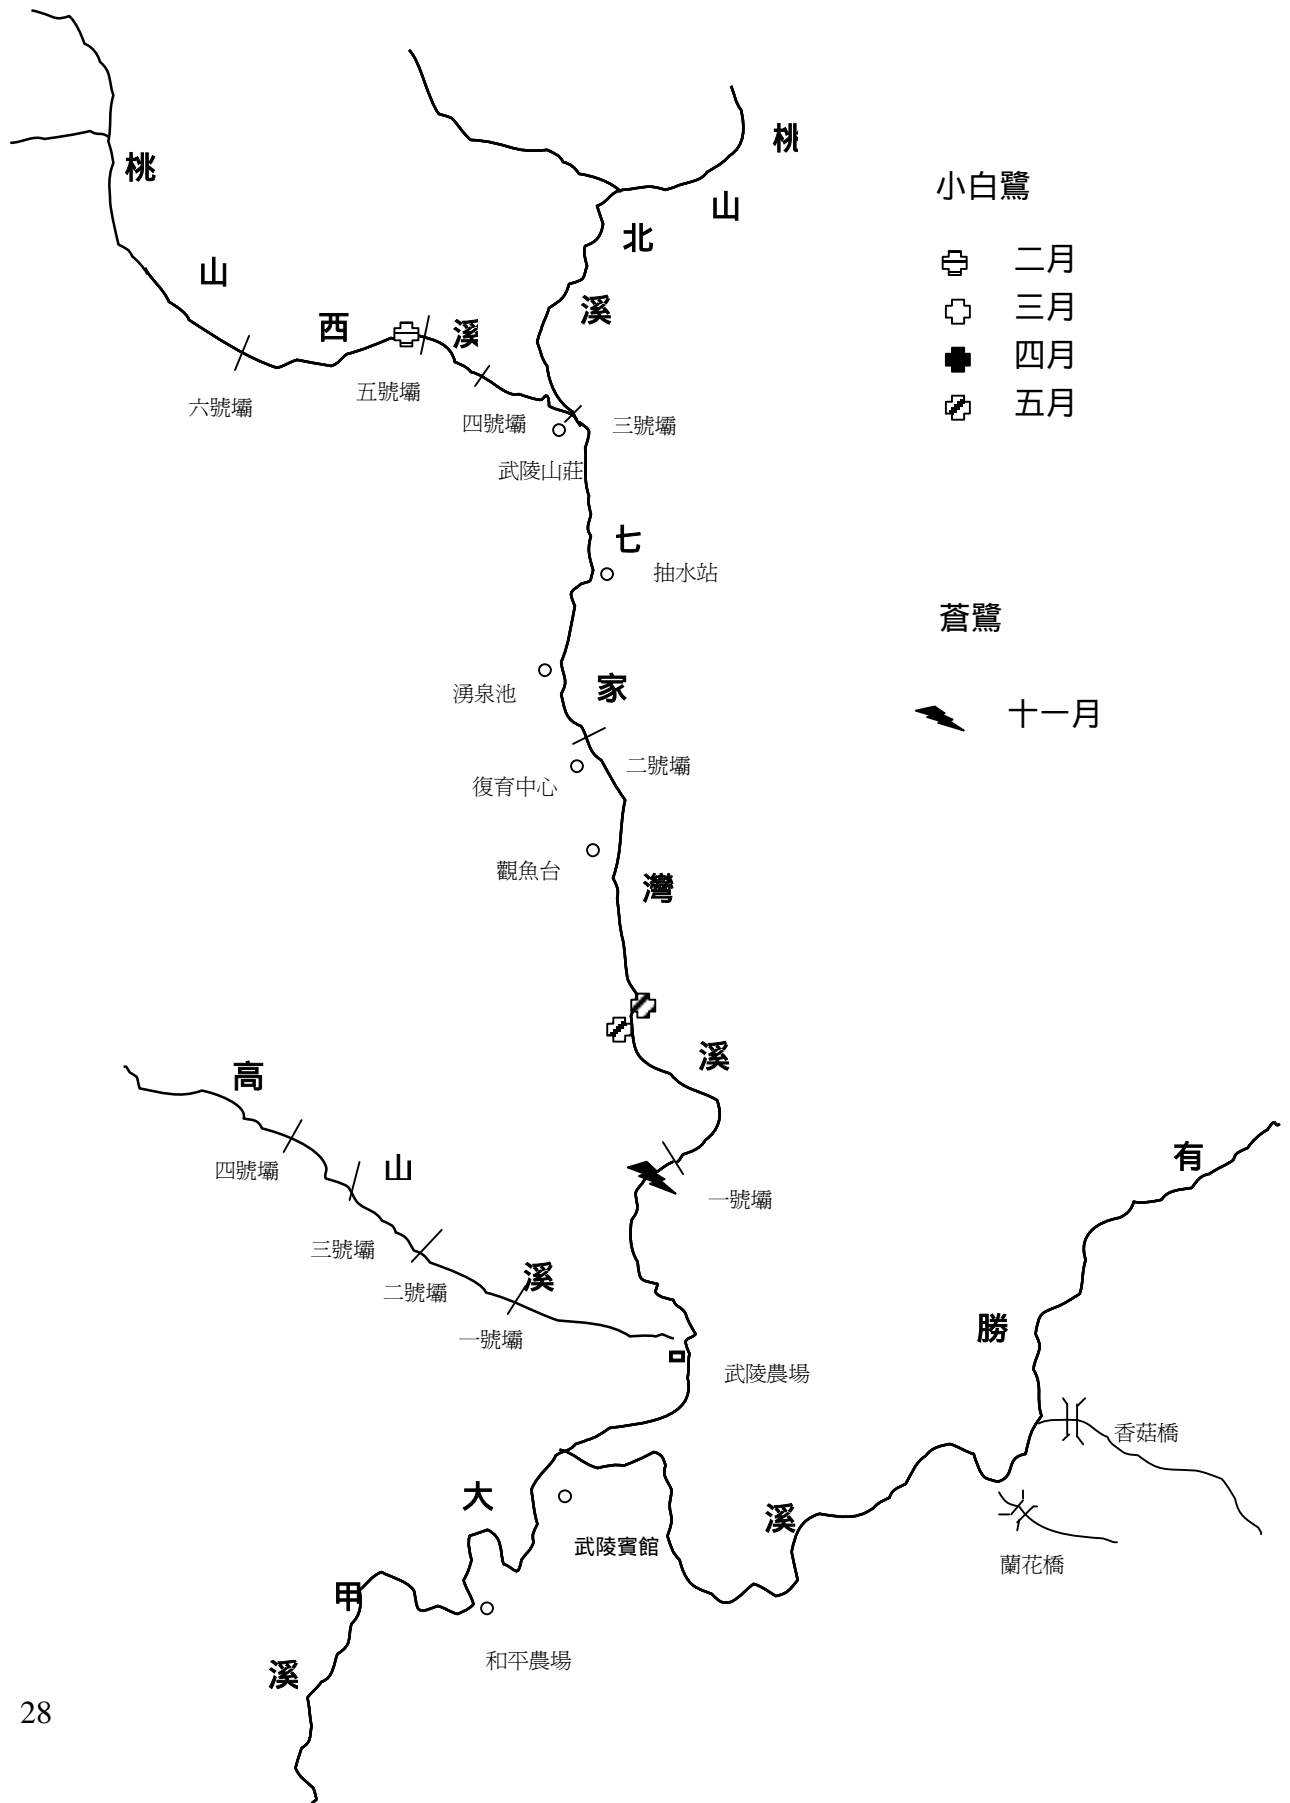 桃山西溪
桃山北溪
小白鷺
二月
三月
四月
五月
六號壩
五號壩
四號壩
三號壩
武陵山莊
七家灣溪
抽水站
蒼鷺
十一月
湧泉池
二號壩
復育中心
觀魚台
高山溪
四號壩
三號壩
二號壩
一號壩
一號壩
武陵農場
有勝溪
香菇橋
蘭花橋
大甲溪
武陵賓館
和平農場
28